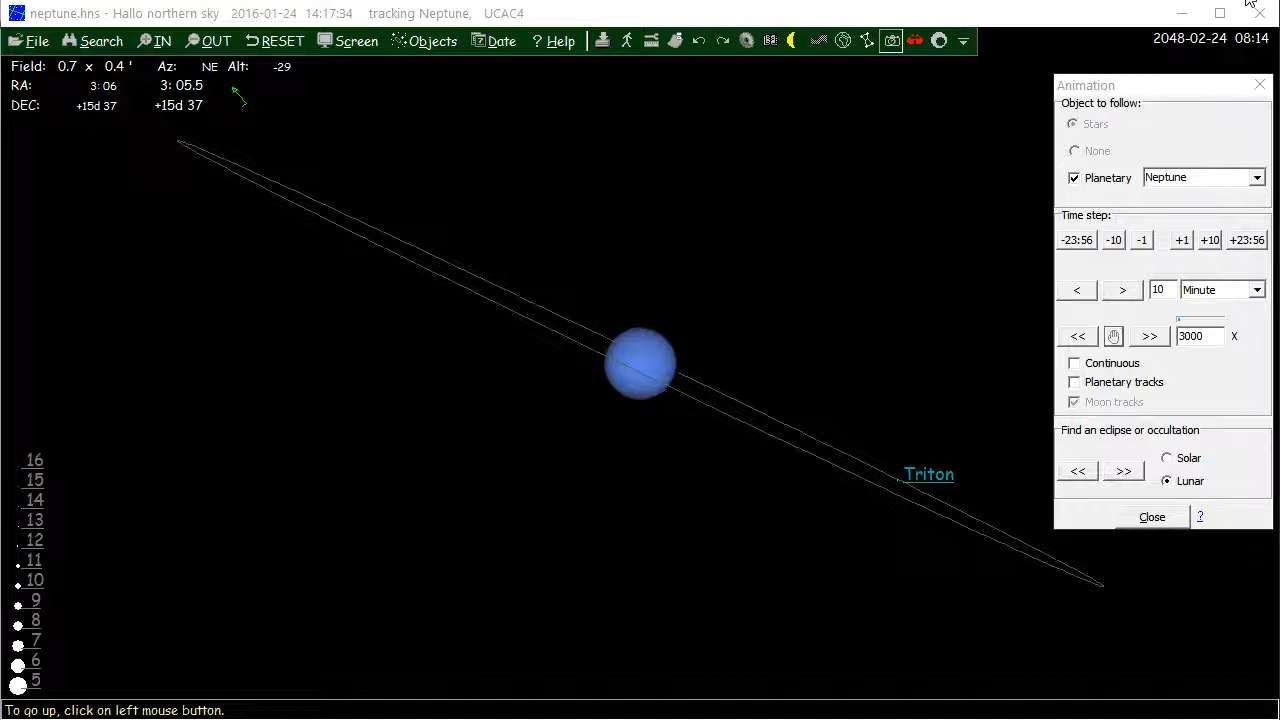 neptune.hns - Hallo northern sky   2016-01-24  14:17:34    tracking Neptune,   UCAC4
File  Search  IN  OUT  RESET  Screen  Objects  Date  ? Help
2048-02-24  08:14
Field:  0.7  x  0.4 '  Az:  NE  Alt:  -29
RA:  3: 06  3: 05.5
DEC:  +15d 37  +15d 37
Triton
16
15
14
13
12
11
10
9
8
7
6
5
Animation
Object to follow:
Stars
None
Planetary  Neptune
Time step:
-23:56  -10  -1  +1  +10  +23:56
<  >  10  Minute
<<  >>  3000  X
Continuous
Planetary tracks
Moon tracks
Find an eclipse or occultation
Solar
<<  >>
Lunar
Close  ?
To go up, click on left mouse button.